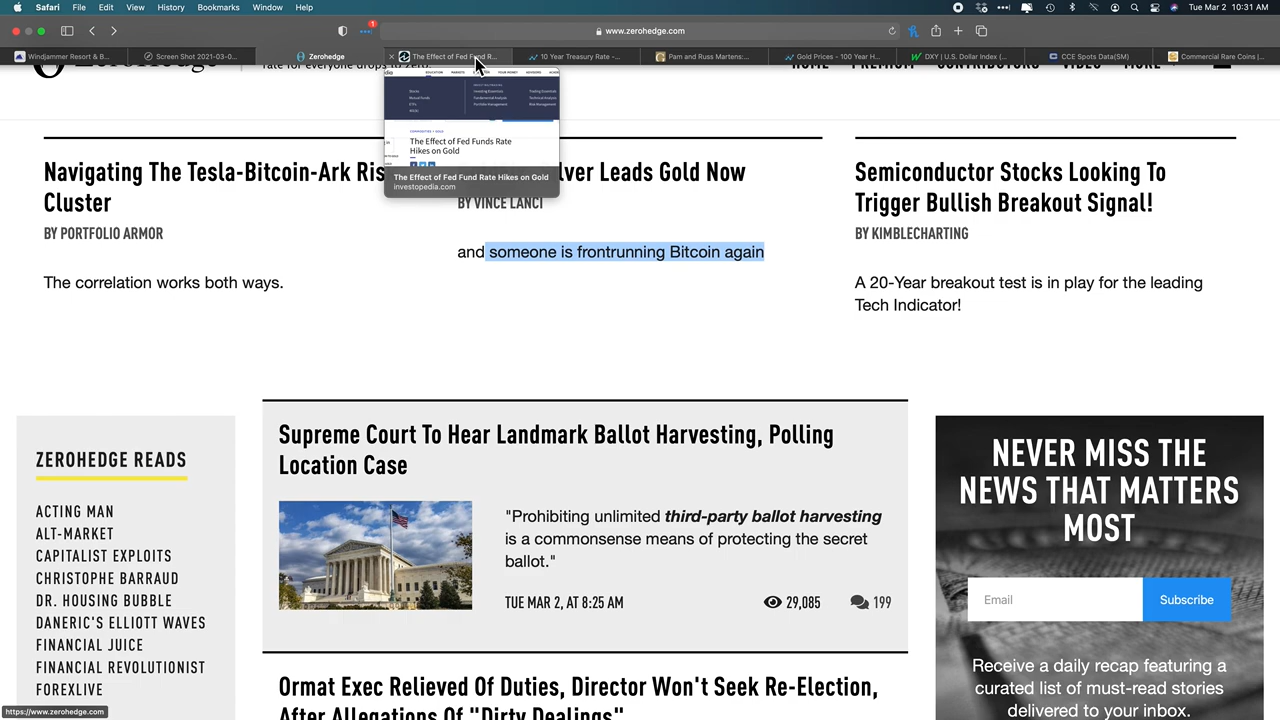 Safari File Edit View History Bookmarks Window Help Tue Mar 2 10:31 AM
1
www.zerohedge.com
Windjammer Resort & B... Screen Shot 2021-03-0... Zerohedge The Effect of Fed Fund R... 10 Year Treasury Rate -... Pam and Russ Martens:... Gold Prices - 100 Year H... DXY | U.S. Dollar Index (... CCE Spots Data(SM) Commercial Rare Coins |...
rate for everyone drops to zero. HOME PREMIUM CONTRIBUTORS VIDEO MORE
COMMODITIES > GOLD
The Effect of Fed Funds Rate
Hikes on Gold
The Effect of Fed Fund Rate Hikes on Gold
investopedia.com
Navigating The Tesla-Bitcoin-Ark Ris
Cluster
BY PORTFOLIO ARMOR
The correlation works both ways.
lver Leads Gold Now
BY VINCE LANCI
and someone is frontrunning Bitcoin again
Semiconductor Stocks Looking To
Trigger Bullish Breakout Signal!
BY KIMBLECHARTING
A 20-Year breakout test is in play for the leading
Tech Indicator!
ZEROHEDGE READS
ACTING MAN
ALT-MARKET
CAPITALIST EXPLOITS
CHRISTOPHE BARRAUD
DR. HOUSING BUBBLE
DANERIC'S ELLIOTT WAVES
FINANCIAL JUICE
FINANCIAL REVOLUTIONIST
FOREXLIVE
Supreme Court To Hear Landmark Ballot Harvesting, Polling
Location Case
"Prohibiting unlimited third-party ballot harvesting
is a commonsense means of protecting the secret
ballot."
TUE MAR 2, AT 8:25 AM 29,085 199
Ormat Exec Relieved Of Duties, Director Won't Seek Re-Election,
After Allegations Of "Dirty Dealings"
NEVER MISS THE
NEWS THAT MATTERS
MOST
Email Subscribe
Receive a daily recap featuring a
curated list of must-read stories
delivered to your inbox.
https://www.zerohedge.com